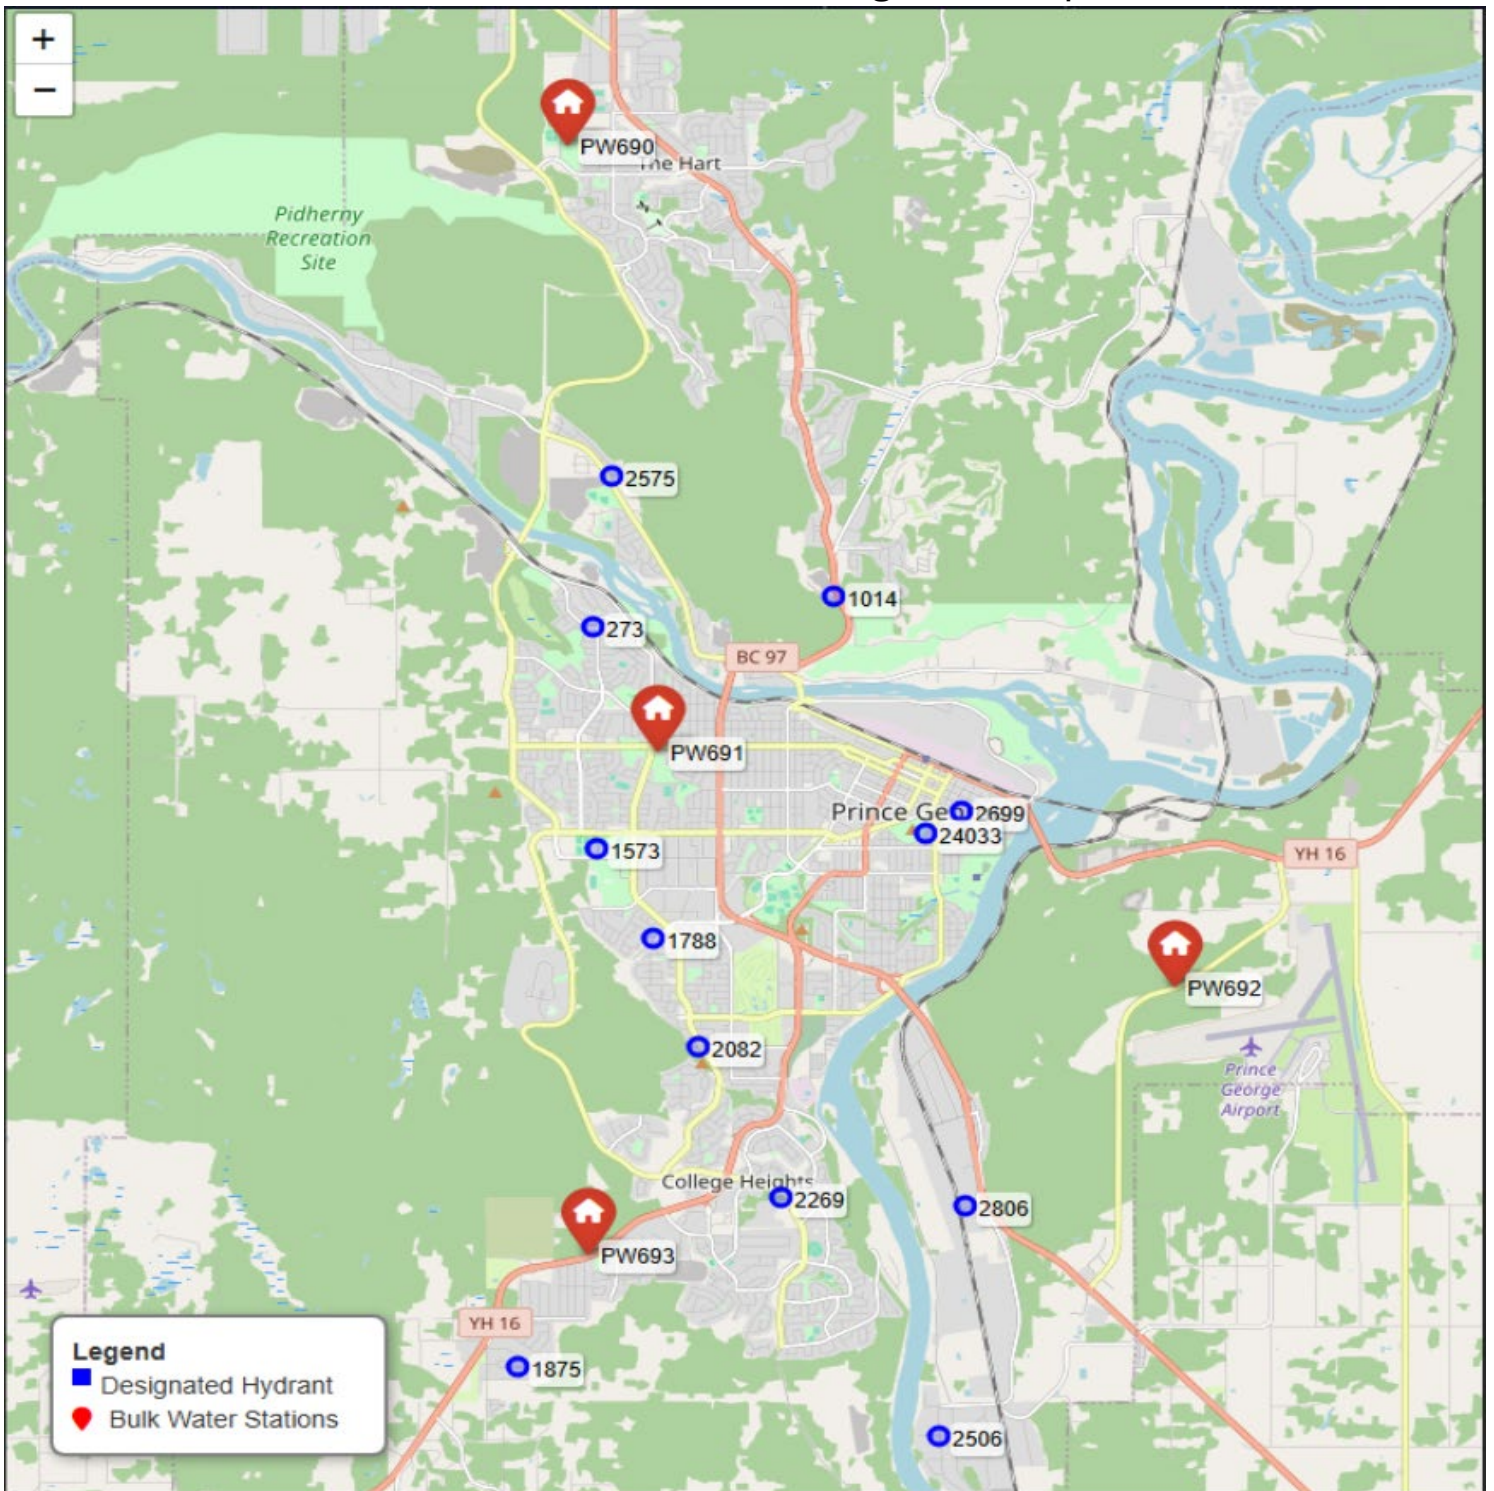 +
−
PW690
The Hart
Pidherny
Recreation
Site
2575
1014
273
BC 97
PW691
Prince Geo
2699
24033
1573
YH 16
1788
PW692
2082
Prince
George
Airport
College Heights
2269
2806
PW693
YH 16
1875
2506
Legend
Designated Hydrant
Bulk Water Stations